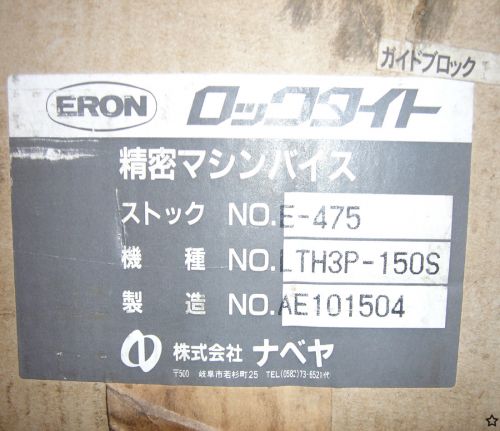 ガイドブロック
ERON ロックタイト
精密マシンバイス
ストック NO.E-475
機 種 NO.LTH3P-150S
製 造 NO.AE101504
株式会社 ナベヤ
〒500 岐阜市若杉町25 TEL(0582)73-6521代